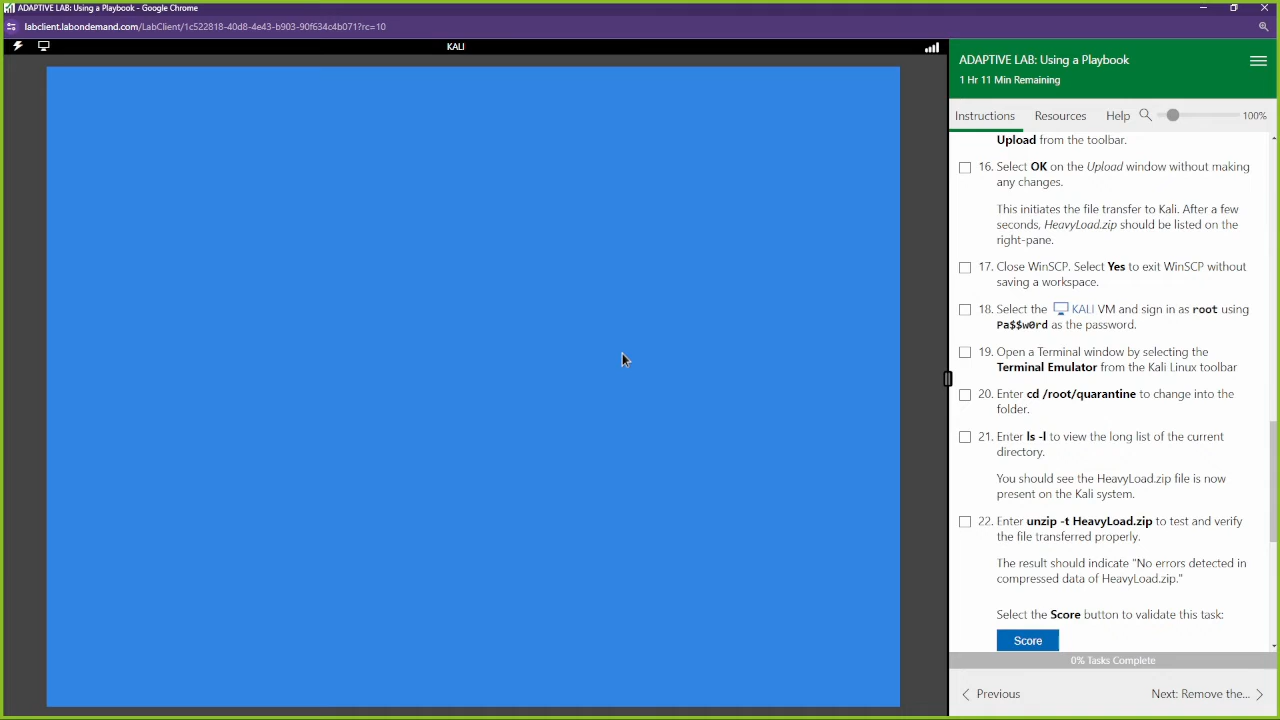 ADAPTIVE LAB: Using a Playbook - Google Chrome
labclient.labondemand.com/LabClient/1c522818-40d8-4e43-b903-90f634c4b071?rc=10
KALI
ADAPTIVE LAB: Using a Playbook
1 Hr 11 Min Remaining
Instructions Resources Help 100%
Upload from the toolbar.
16. Select OK on the Upload window without making
any changes.
This initiates the file transfer to Kali. After a few
seconds, HeavyLoad.zip should be listed on the
right-pane.
17. Close WinSCP. Select Yes to exit WinSCP without
saving a workspace.
18. Select the KALI VM and sign in as root using
Pa$$w0rd as the password.
19. Open a Terminal window by selecting the
Terminal Emulator from the Kali Linux toolbar
20. Enter cd /root/quarantine to change into the
folder.
21. Enter ls -l to view the long list of the current
directory.
You should see the HeavyLoad.zip file is now
present on the Kali system.
22. Enter unzip -t HeavyLoad.zip to test and verify
the file transferred properly.
The result should indicate "No errors detected in
compressed data of HeavyLoad.zip."
Select the Score button to validate this task:
Score
0% Tasks Complete
Previous Next: Remove the...